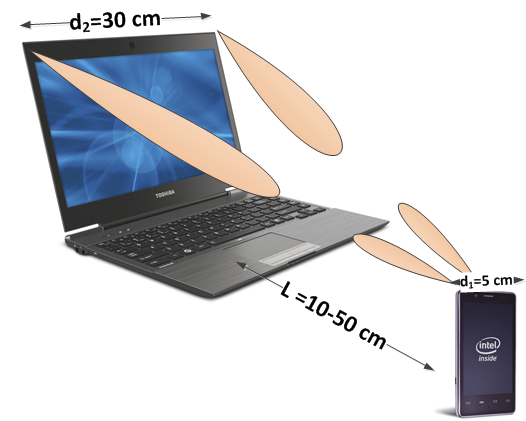 d₂=30 cm
TOSHIBA
L =10-50 cm
d₁=5 cm
intel
inside